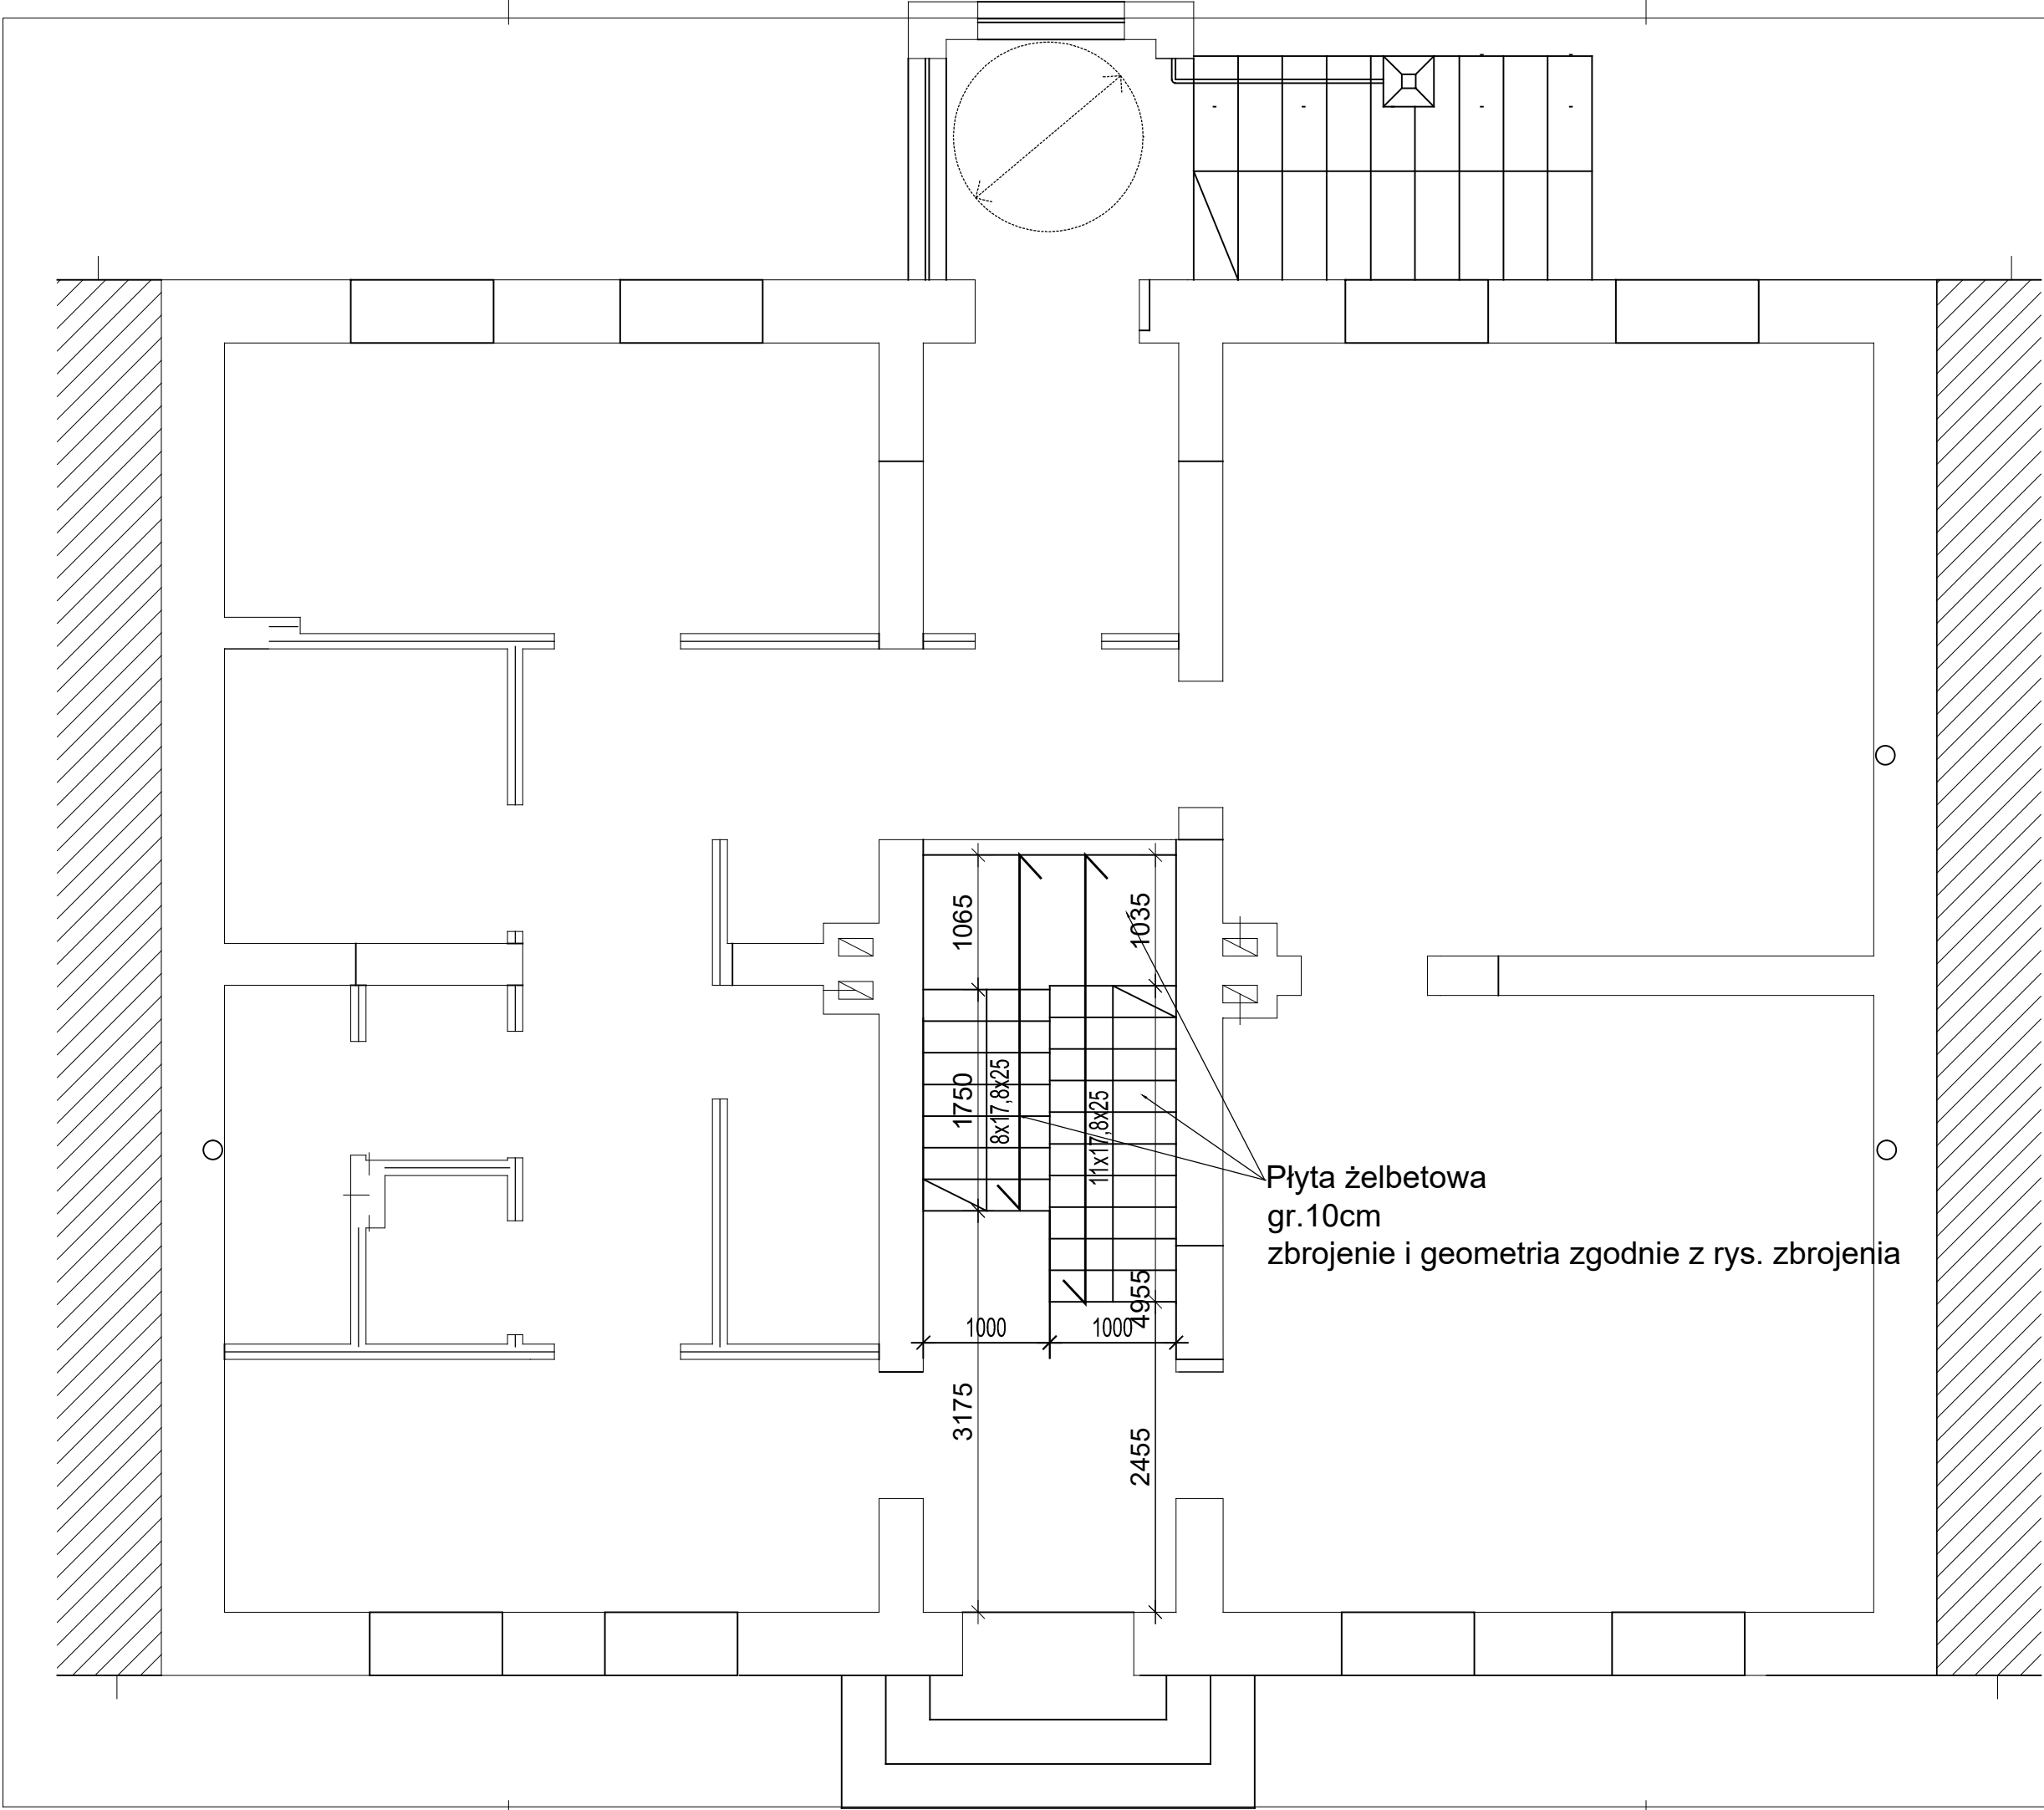 1065
1035
1750
8x17,8x25
11x17,8x25
Płyta żelbetowa
gr.10cm
zbrojenie i geometria zgodnie z rys. zbrojenia
4955
1000
1000
3175
2455